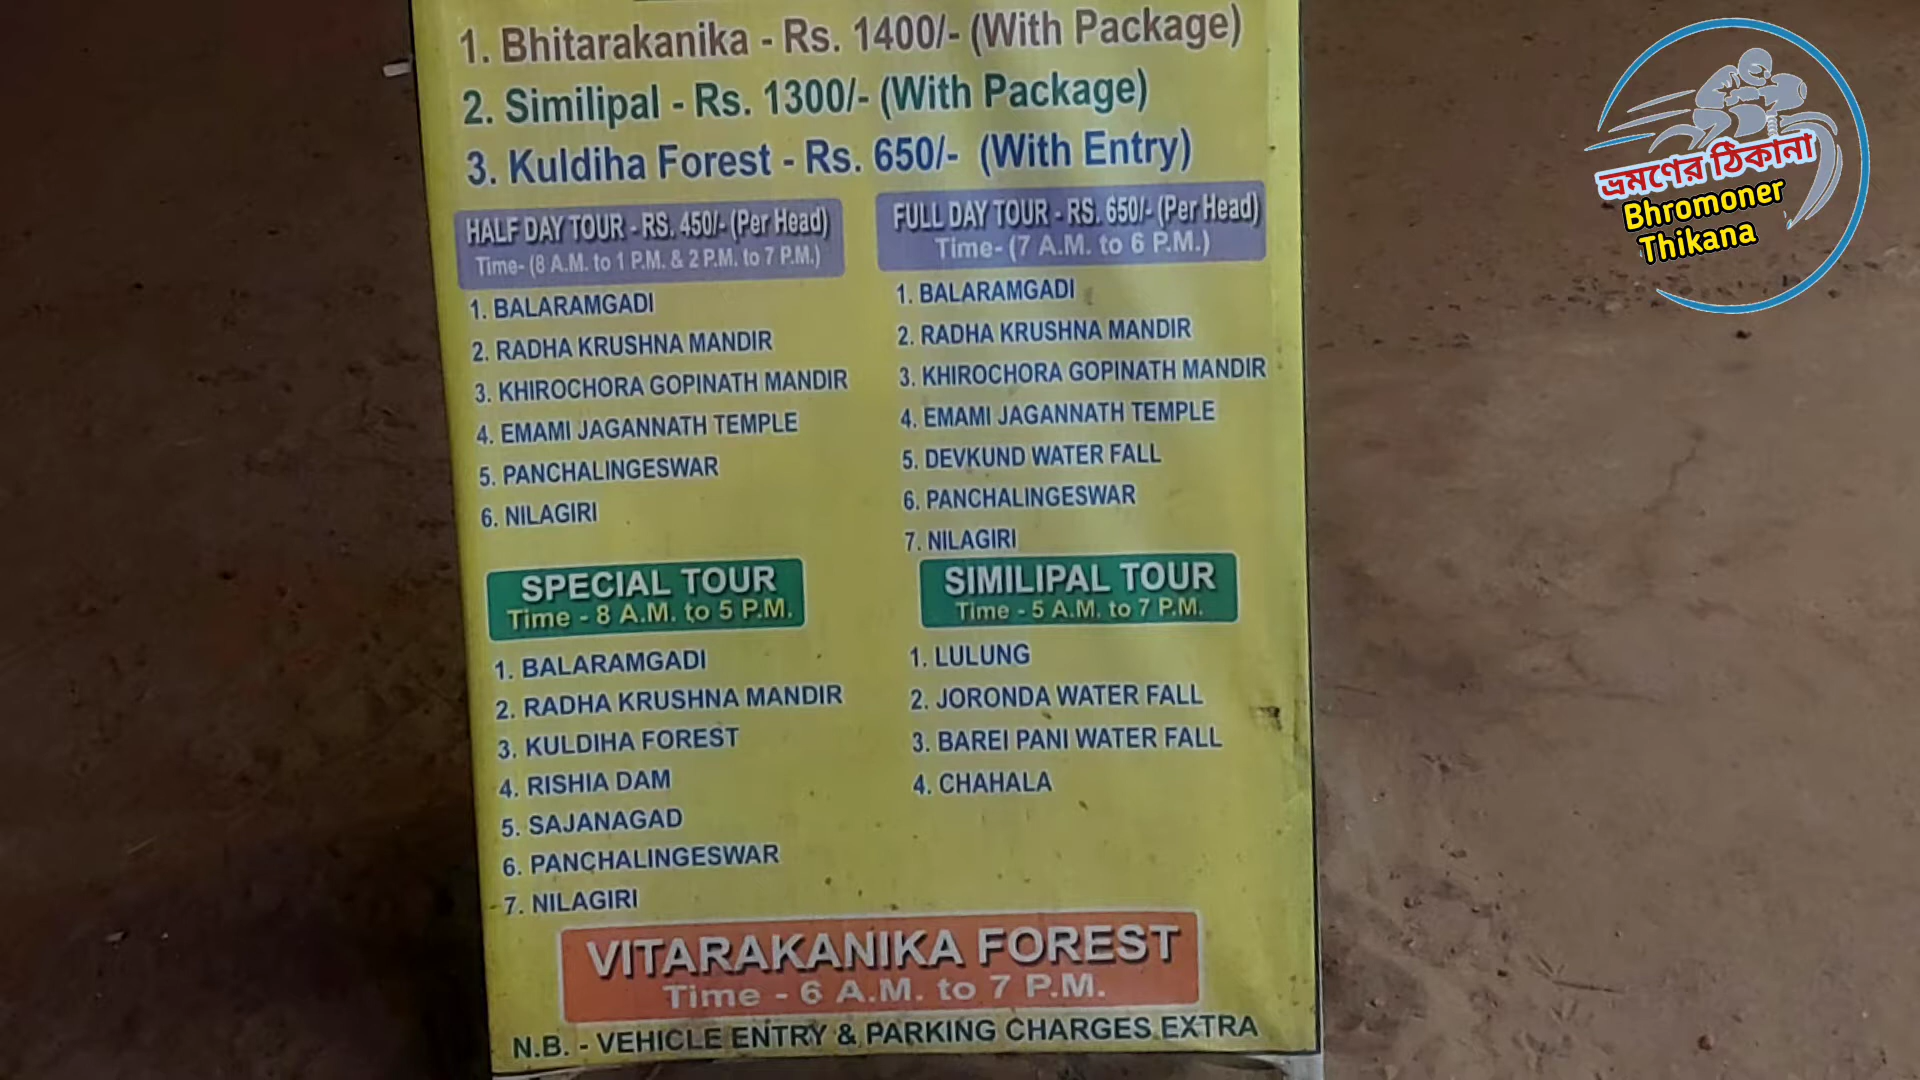 1. Bhitarakanika - Rs. 1400/- (With Package)
2. Similipal - Rs. 1300/- (With Package)
3. Kuldiha Forest - Rs. 650/- (With Entry)
HALF DAY TOUR - RS. 450/- (Per Head)
Time- (8 A.M. to 1 P.M. & 2 P.M. to 7 P.M.)
1. BALARAMGADI
2. RADHA KRUSHNA MANDIR
3. KHIROCHORA GOPINATH MANDIR
4. EMAMI JAGANNATH TEMPLE
5. PANCHALINGESWAR
6. NILAGIRI
FULL DAY TOUR - RS. 650/- (Per Head)
Time- (7 A.M. to 6 P.M.)
1. BALARAMGADI
2. RADHA KRUSHNA MANDIR
3. KHIROCHORA GOPINATH MANDIR
4. EMAMI JAGANNATH TEMPLE
5. DEVKUND WATER FALL
6. PANCHALINGESWAR
7. NILAGIRI
SPECIAL TOUR
Time - 8 A.M. to 5 P.M.
1. BALARAMGADI
2. RADHA KRUSHNA MANDIR
3. KULDIHA FOREST
4. RISHIA DAM
5. SAJANAGAD
6. PANCHALINGESWAR
7. NILAGIRI
SIMILIPAL TOUR
Time - 5 A.M. to 7 P.M.
1. LULUNG
2. JORONDA WATER FALL
3. BAREI PANI WATER FALL
4. CHAHALA
VITARAKANIKA FOREST
Time - 6 A.M. to 7 P.M.
N.B. - VEHICLE ENTRY & PARKING CHARGES EXTRA
ভ্রমণের ঠিকানা
Bhromoner
Thikana